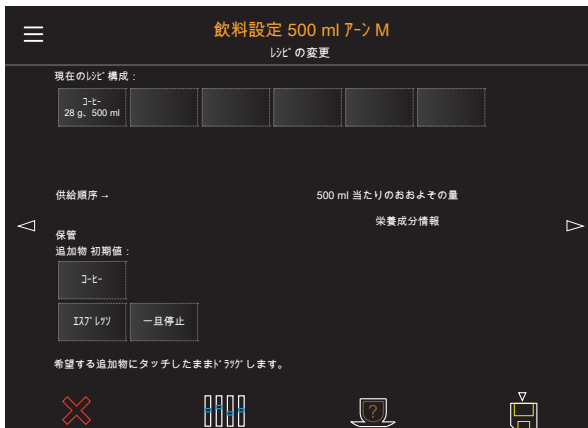 飲料設定 500 ml ｱｰﾝ M
ﾚｼﾋﾟの変更
現在のﾚｼﾋﾟ構成：
ｺｰﾋｰ
28 g、500 ml
供給順序→
500 ml 当たりのおおよその量
栄養成分情報
保管
追加物 初期値：
ｺｰﾋｰ
ｴｽﾌﾟﾚｯｿ 一旦停止
希望する追加物にタッチしたままﾄﾞﾗｯｸﾞします。
?